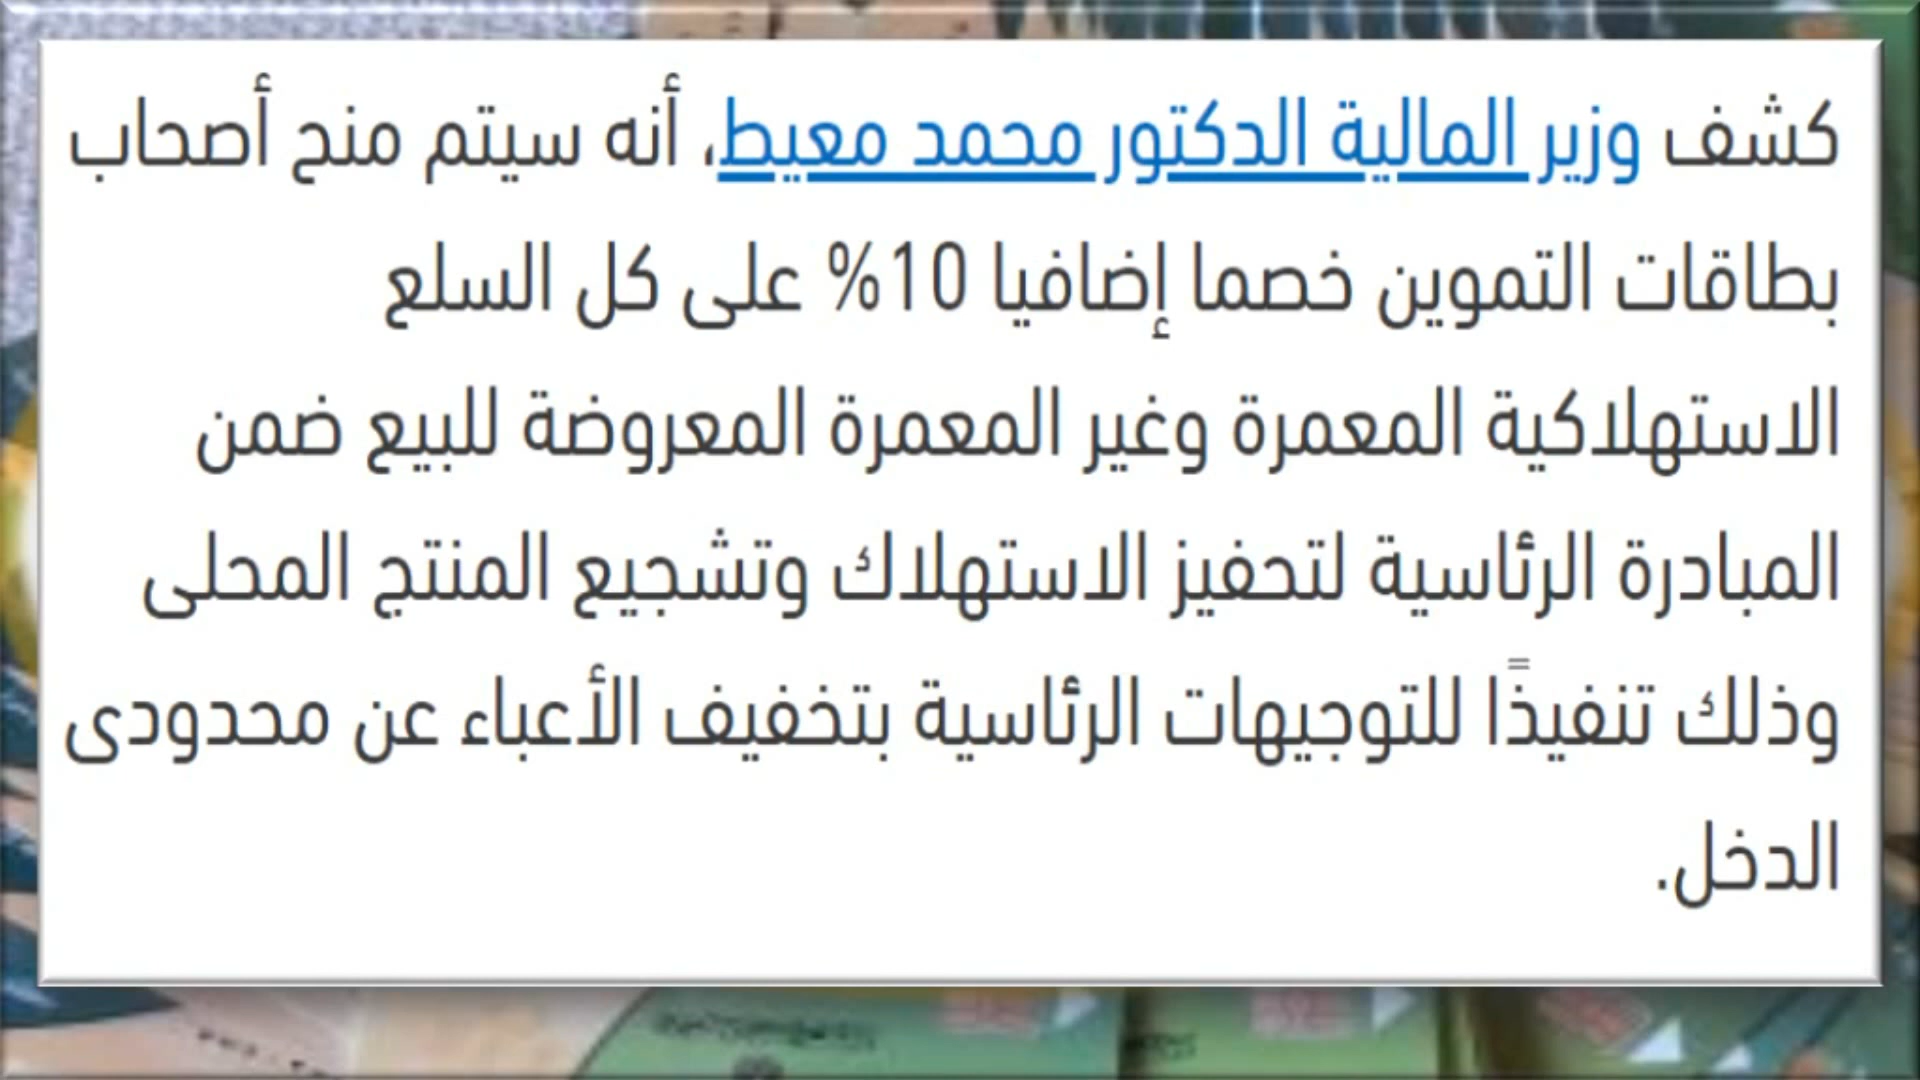 كشف وزير المالية الدكتور محمد معيط، أنه سيتم منح أصحاب
بطاقات التموين خصما إضافيا 10% على كل السلع
الاستهلاكية المعمرة وغير المعمرة المعروضة للبيع ضمن
المبادرة الرئاسية لتحفيز الاستهلاك وتشجيع المنتج المحلى
وذلك تنفيذًا للتوجيهات الرئاسية بتخفيف الأعباء عن محدودى
الدخل.